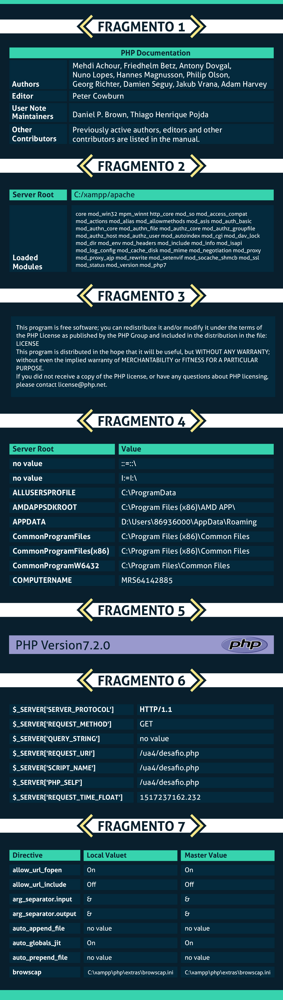 FRAGMENTO 1
PHP Documentation
Authors
Mehdi Achour, Friedhelm Betz, Antony Dovgal,
Nuno Lopes, Hannes Magnusson, Philip Olson,
Georg Richter, Damien Seguy, Jakub Vrana, Adam Harvey
Editor
Peter Cowburn
User Note
Maintainers
Daniel P. Brown, Thiago Henrique Pojda
Other
Contributors
Previously active authors, editors and other
contributors are listed in the manual.
FRAGMENTO 2
Server Root
C:/xampp/apache
Loaded
Modules
core mod_win32 mpm_winnt http_core mod_so mod_access_compat
mod_actions mod_alias mod_allowmethods mod_asis mod_auth_basic
mod_authn_core mod_authn_file mod_authz_core mod_authz_groupfile
mod_authz_host mod_authz_user mod_autoindex mod_cgi mod_dav_lock
mod_dir mod_env mod_headers mod_include mod_info mod_isapi
mod_log_config mod_cache_disk mod_mime mod_negotiation mod_proxy
mod_proxy_ajp mod_rewrite mod_setenvif mod_socache_shmcb mod_ssl
mod_status mod_version mod_php7
FRAGMENTO 3
This program is free software; you can redistribute it and/or modify it under the terms of
the PHP License as published by the PHP Group and included in the distribution in the file:
LICENSE
This program is distributed in the hope that it will be useful, but WITHOUT ANY WARRANTY;
without even the implied warranty of MERCHANTABILITY or FITNESS FOR A PARTICULAR
PURPOSE.
If you did not receive a copy of the PHP license, or have any questions about PHP licensing,
please contact license@php.net.
FRAGMENTO 4
Server Root Value
no value ::=::\
no value I:=I:\
ALLUSERSPROFILE C:\ProgramData
AMDAPPSDKROOT C:\Program Files (x86)\AMD APP\
APPDATA D:\Users\86936000\AppData\Roaming
CommonProgramFiles C:\Program Files (x86)\Common Files
CommonProgramFiles(x86) C:\Program Files (x86)\Common Files
CommonProgramW6432 C:\Program Files\Common Files
COMPUTERNAME MRS64142885
FRAGMENTO 5
PHP Version7.2.0 php
FRAGMENTO 6
$_SERVER['SERVER_PROTOCOL'] HTTP/1.1
$_SERVER['REQUEST_METHOD'] GET
$_SERVER['QUERY_STRING'] no value
$_SERVER['REQUEST_URI'] /ua4/desafio.php
$_SERVER['SCRIPT_NAME'] /ua4/desafio.php
$_SERVER['PHP_SELF'] /ua4/desafio.php
$_SERVER['REQUEST_TIME_FLOAT'] 1517237162.232
FRAGMENTO 7
Directive Local Valuet Master Value
allow_url_fopen On On
allow_url_include Off Off
arg_separator.input & &
arg_separator.output & &
auto_append_file no value no value
auto_globals_jit On On
auto_prepend_file no value no value
browscap C:\xampp\php\extras\browscap.ini C:\xampp\php\extras\browscap.ini